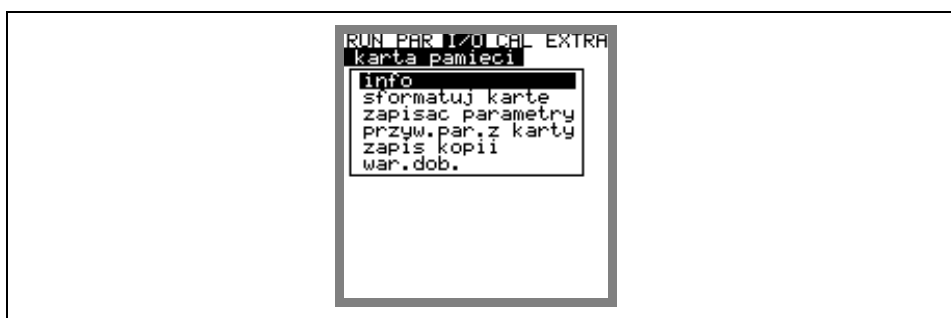 RUN PAR I/O CAL EXTRA
karta pamieci
info
sformatuj karte
zapisac parametry
przyw.par.z karty
zapis kopii
war.dob.